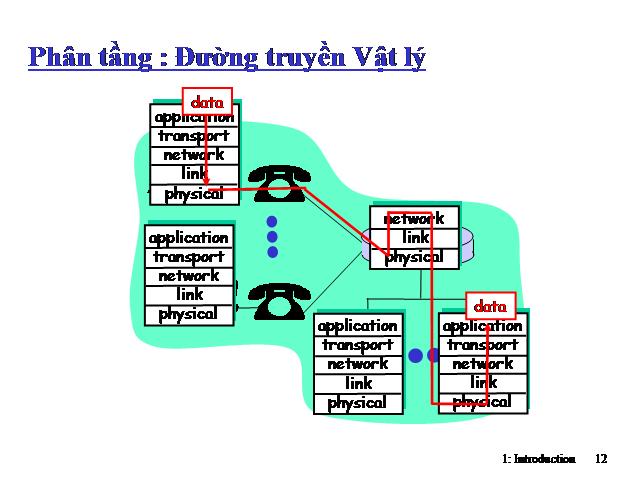 Phân tầng : Đường truyền Vật lý
data
application
transport
network
link
physical
application
transport
network
link
physical
network
link
physical
application
transport
network
link
physical
data
application
transport
network
link
physical
1: Introduction 12